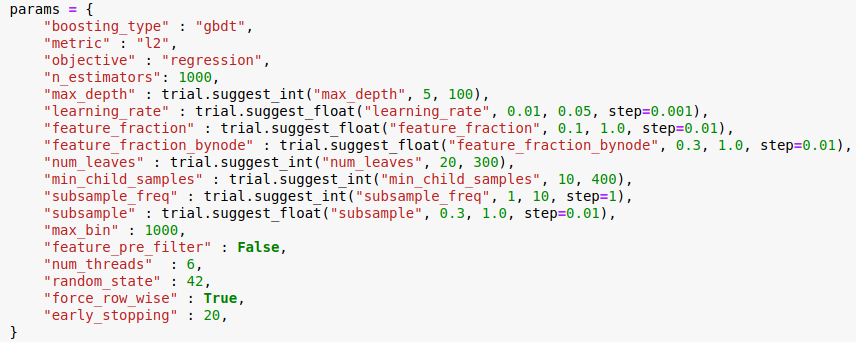 params = {
    "boosting_type" : "gbdt",
    "metric" : "l2",
    "objective" : "regression",
    "n_estimators": 1000,
    "max_depth" : trial.suggest_int("max_depth", 5, 100),
    "learning_rate" : trial.suggest_float("learning_rate", 0.01, 0.05, step=0.001),
    "feature_fraction" : trial.suggest_float("feature_fraction", 0.1, 1.0, step=0.01),
    "feature_fraction_bynode" : trial.suggest_float("feature_fraction_bynode", 0.3, 1.0, step=0.01),
    "num_leaves" : trial.suggest_int("num_leaves", 20, 300),
    "min_child_samples" : trial.suggest_int("min_child_samples", 10, 400),
    "subsample_freq" : trial.suggest_int("subsample_freq", 1, 10, step=1),
    "subsample" : trial.suggest_float("subsample", 0.3, 1.0, step=0.01),
    "max_bin" : 1000,
    "feature_pre_filter" : False,
    "num_threads"  : 6,
    "random_state" : 42,
    "force_row_wise" : True,
    "early_stopping" : 20,
}